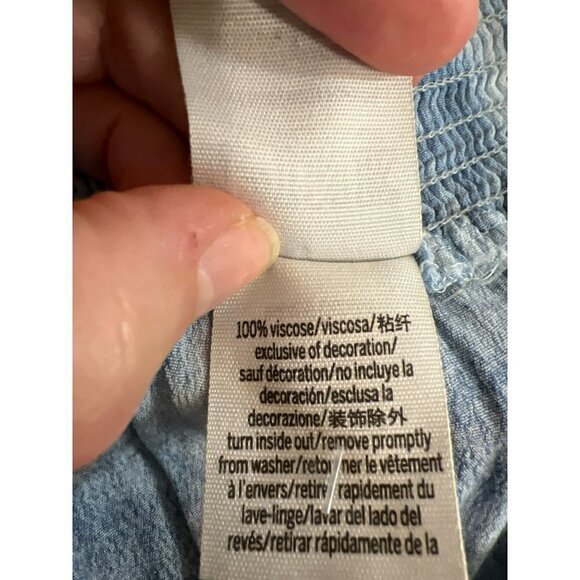 100% viscose/viscosa/粘纤
exclusive of decoration/
sauf décoration/no incluye la
decoración/esclusa la
decorazione/装饰除外
turn inside out/remove promptly
from washer/retourner le vêtement
à l'envers/retirer rapidement du
lave-linge/lavar del lado del
revés/retirar rápidamente de la